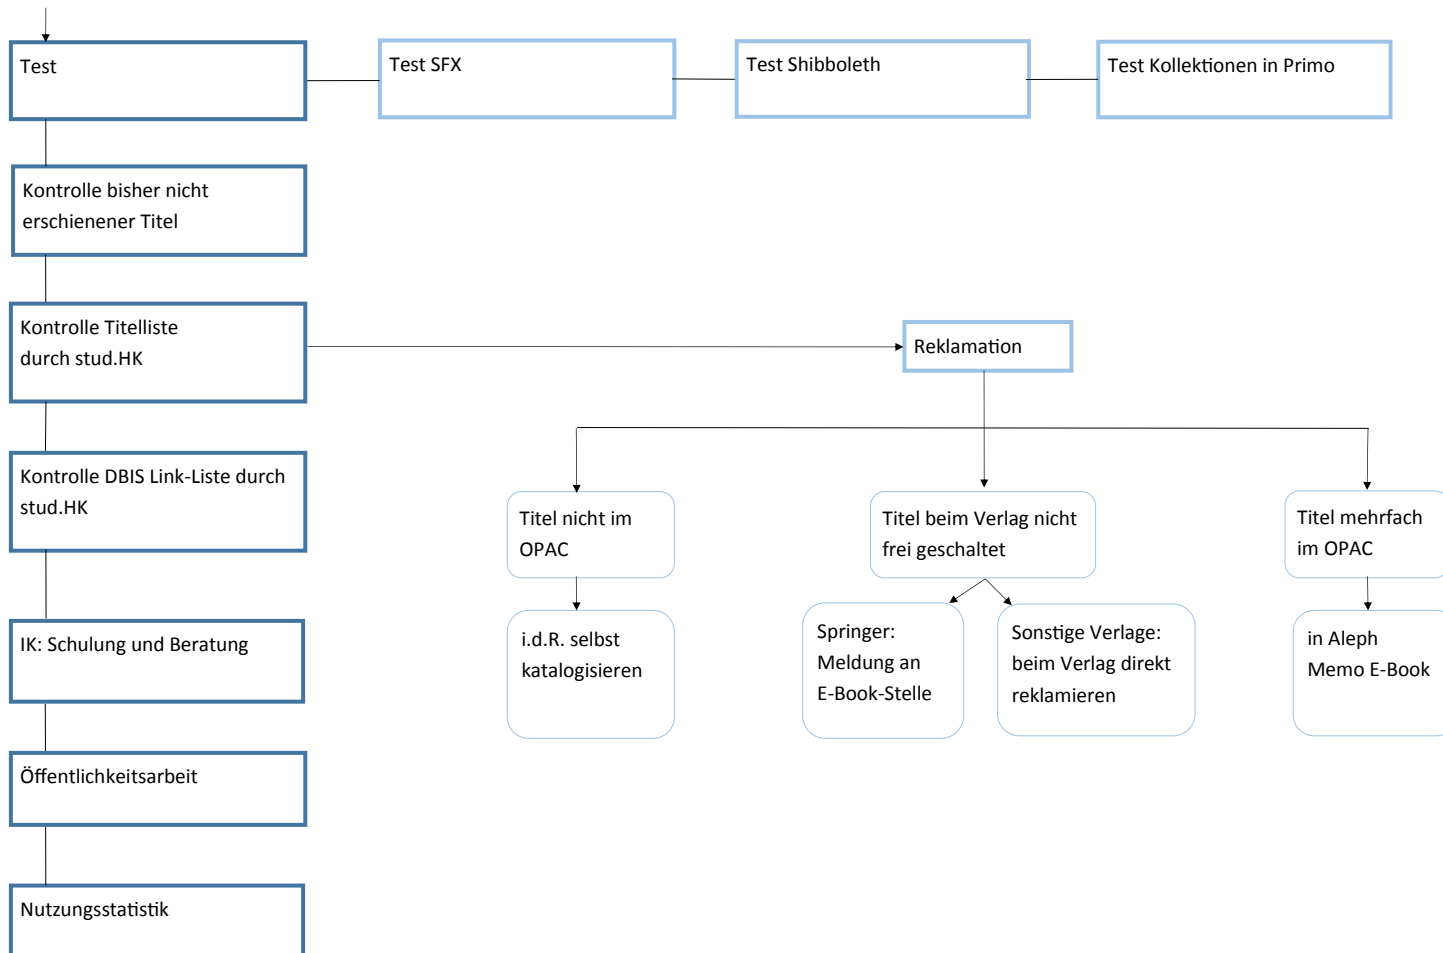 Test
Test SFX
Test Shibboleth
Test Kollektionen in Primo
Kontrolle bisher nicht
erschienener Titel
Kontrolle Titelliste
durch stud.HK
Reklamation
Kontrolle DBIS Link-Liste durch
stud.HK
Titel nicht im
OPAC
Titel beim Verlag nicht
frei geschaltet
Titel mehrfach
im OPAC
i.d.R. selbst
katalogisieren
Springer:
Meldung an
E-Book-Stelle
Sonstige Verlage:
beim Verlag direkt
reklamieren
in Aleph
Memo E-Book
IK: Schulung und Beratung
Öffentlichkeitsarbeit
Nutzungsstatistik